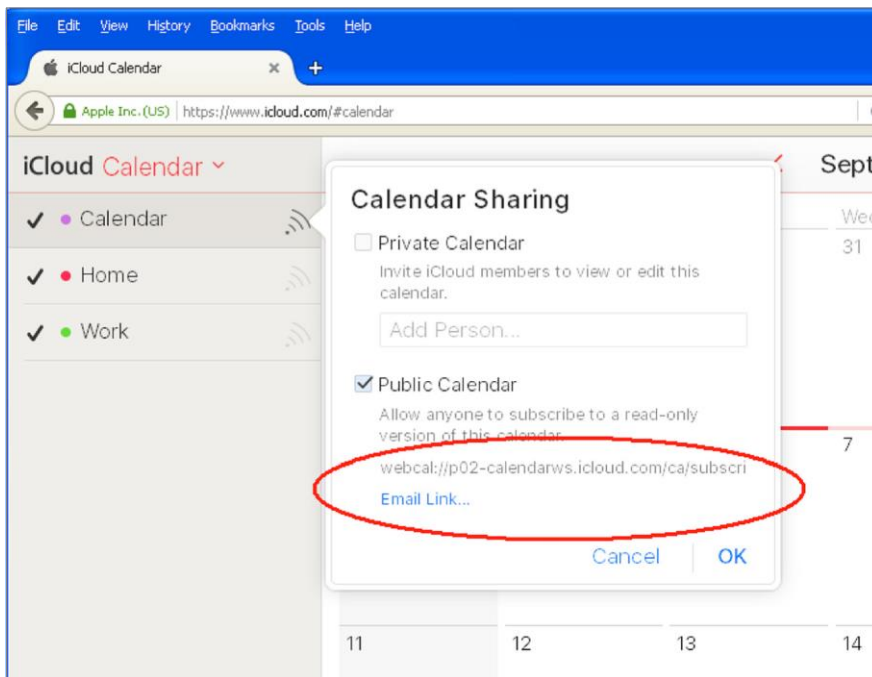 File Edit View History Bookmarks Tools Help
iCloud Calendar × +
Apple Inc. (US) https://www.icloud.com/#calendar
iCloud Calendar
Calendar
Home
Work
Calendar Sharing
Private Calendar
Invite iCloud members to view or edit this
calendar.
Add Person...
Public Calendar
Allow anyone to subscribe to a read-only
version of this calendar.
webcal://p02-calendarws.icloud.com/ca/subscri
Email Link...
Cancel OK
Sept
Wed
31
7
11 12 13 14